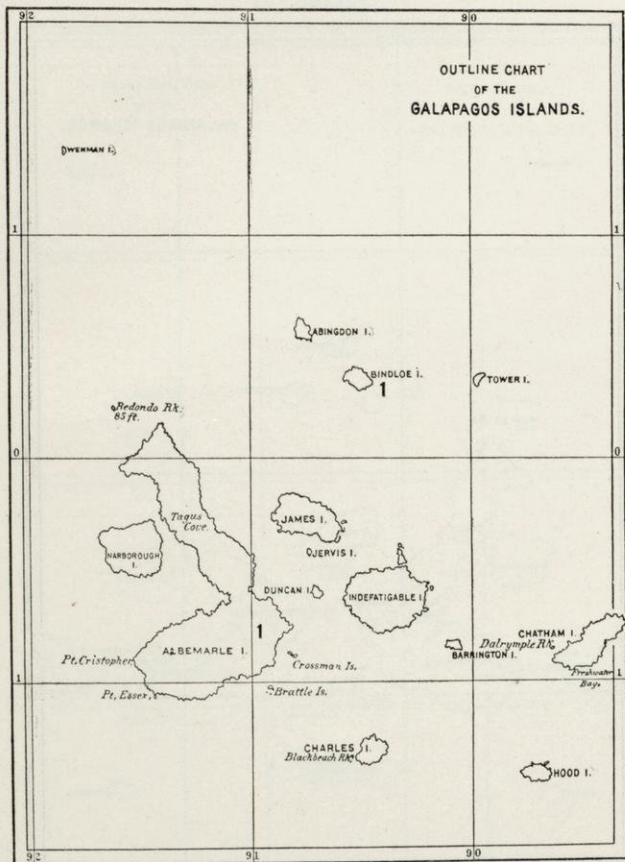 92
91
90
OUTLINE CHART
OF THE
GALAPAGOS ISLANDS.
WENMAN I.
1
1
ABINGDON I.
BINDLOE I.
1
TOWER I.
Redondo Rk.
85 ft.
0
0
Tagus
Cove.
JAMES I.
NARBOROUGH
I.
JERVIS I.
DUNCAN I.
INDEFATIGABLE I.
ALBEMARLE I.
1
CHATHAM I.
Dalrymple Rk.
BARRINGTON I.
Pt. Cristopher
Crossman Is.
Freshwater
Bay.
1
1
Pt. Essex
Brattle Is.
CHARLES I.
Blackbeach Rk.
HOOD I.
92
91
90